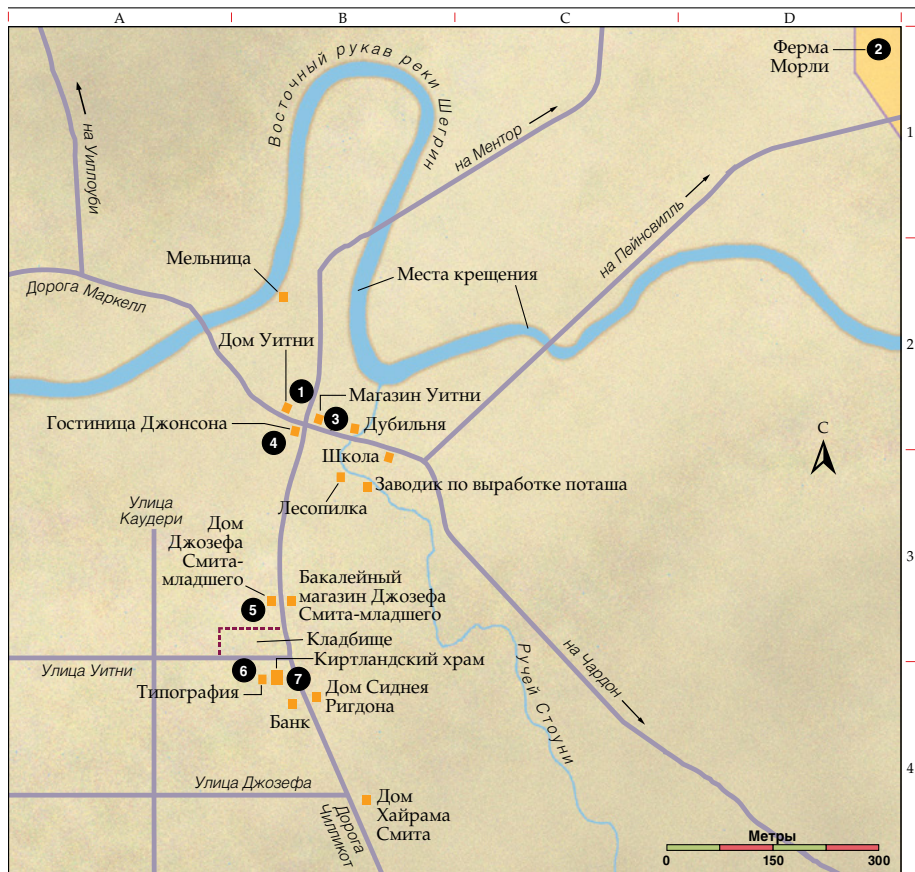 A
B
C
D
1
2
3
4
Ферма
Морли
2
Восточный рукав реки Шегрин
на Уиллоуби
на Ментор
на Пейнсвилль
Мельница
Места крещения
Дорога Маркелл
Дом Уитни
1
Магазин Уитни
3
Дубильня
Гостиница Джонсона
4
Школа
С
Лесопилка
Заводик по выработке поташа
Улица
Каудери
Дом
Джозефа
Смита-
младшего
5
Бакалейный
магазин Джозефа
Смита-младшего
Кладбище
Улица Уитни
6
Киртландский храм
7
Типография
Дом Сиднея
Ригдона
Банк
Ручей Стоуни
на Чардон
Улица Джозефа
Дорога
Чилликот
Дом
Хайрама
Смита
Метры
0
150
300